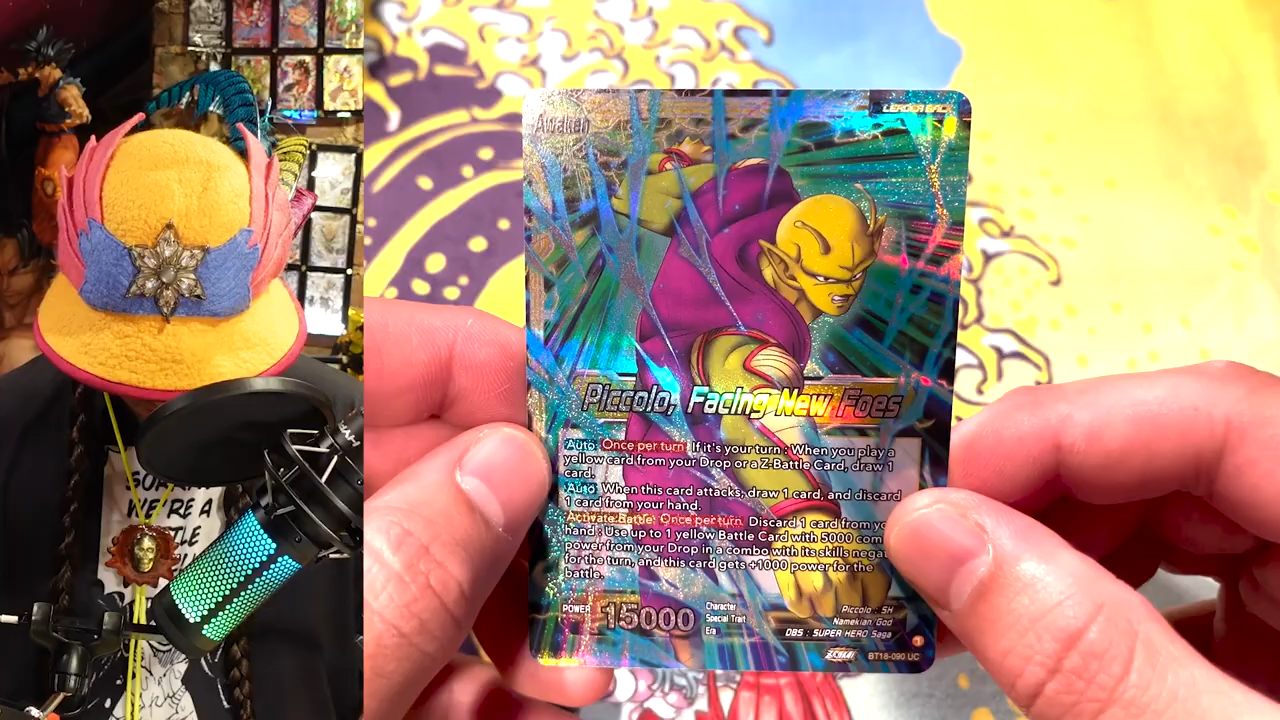 LEADER BACK
Awaken
Piccolo, Facing New Foes
Auto Once per turn If it's your turn : When you play a
yellow card from your Drop or a Z-Battle Card, draw 1
card.
Auto When this card attacks, draw 1 card, and discard
1 card from your hand.
Activate Battle Once per turn Discard 1 card from yo
hand : Use up to 1 yellow Battle Card with 5000 com
power from your Drop in a combo with its skills negat
for the turn, and this card gets +1000 power for the
battle.
POWER 15000
Character Piccolo : SH
Special Trait Namekian/God
Era DBS : SUPER HERO Saga
BT18-090 UC
WE'RE A